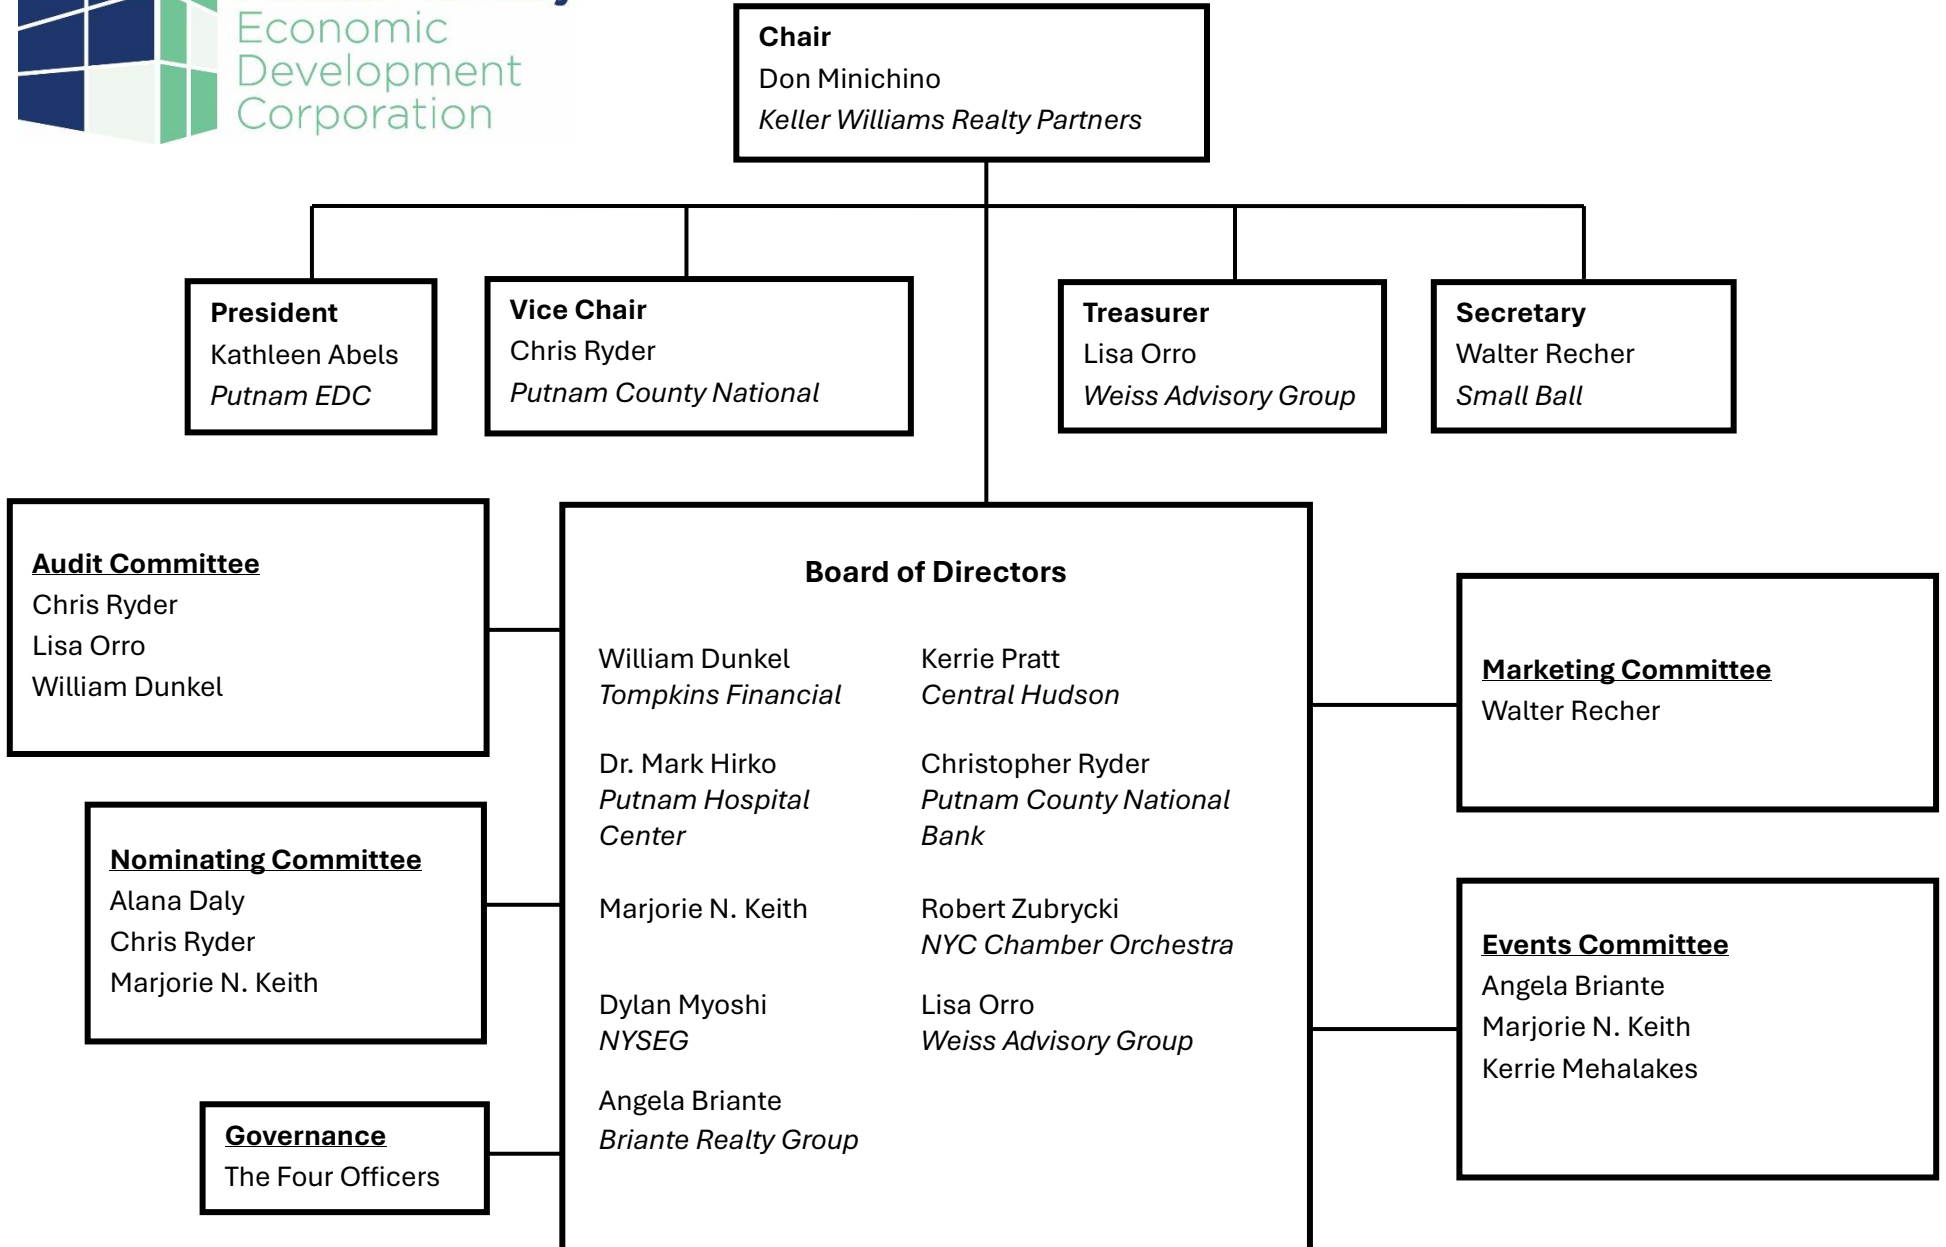 Economic
Development
Corporation
Chair
Don Minichino
Keller Williams Realty Partners
President
Kathleen Abels
Putnam EDC
Vice Chair
Chris Ryder
Putnam County National
Treasurer
Lisa Orro
Weiss Advisory Group
Secretary
Walter Recher
Small Ball
Audit Committee
Chris Ryder
Lisa Orro
William Dunkel
Nominating Committee
Alana Daly
Chris Ryder
Marjorie N. Keith
Governance
The Four Officers
Board of Directors
William Dunkel
Tompkins Financial
Kerrie Pratt
Central Hudson
Dr. Mark Hirko
Putnam Hospital
Center
Christopher Ryder
Putnam County National
Bank
Marjorie N. Keith
Robert Zubrycki
NYC Chamber Orchestra
Dylan Myoshi
NYSEG
Lisa Orro
Weiss Advisory Group
Angela Briante
Briante Realty Group
Marketing Committee
Walter Recher
Events Committee
Angela Briante
Marjorie N. Keith
Kerrie Mehalakes